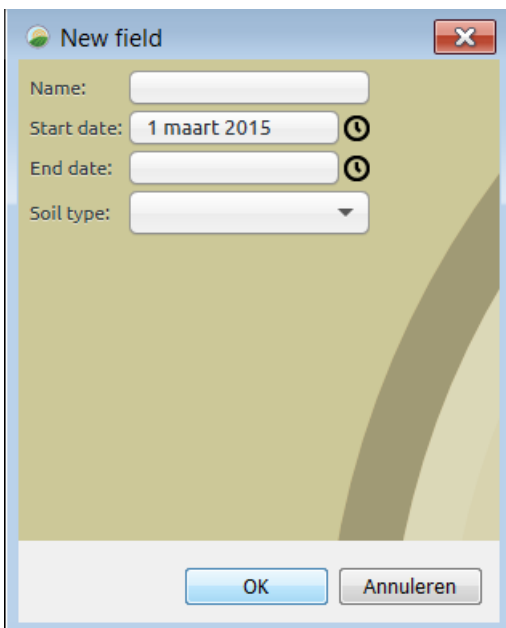 New field
Name:
Start date: 1 maart 2015
End date:
Soil type:
OK Annuleren